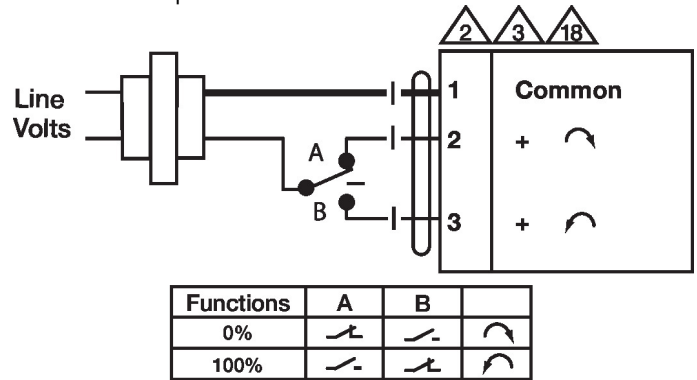 2 3 18
Line
Volts
1 Common
A
2 +
B
3 +
Functions A B
0%
100%